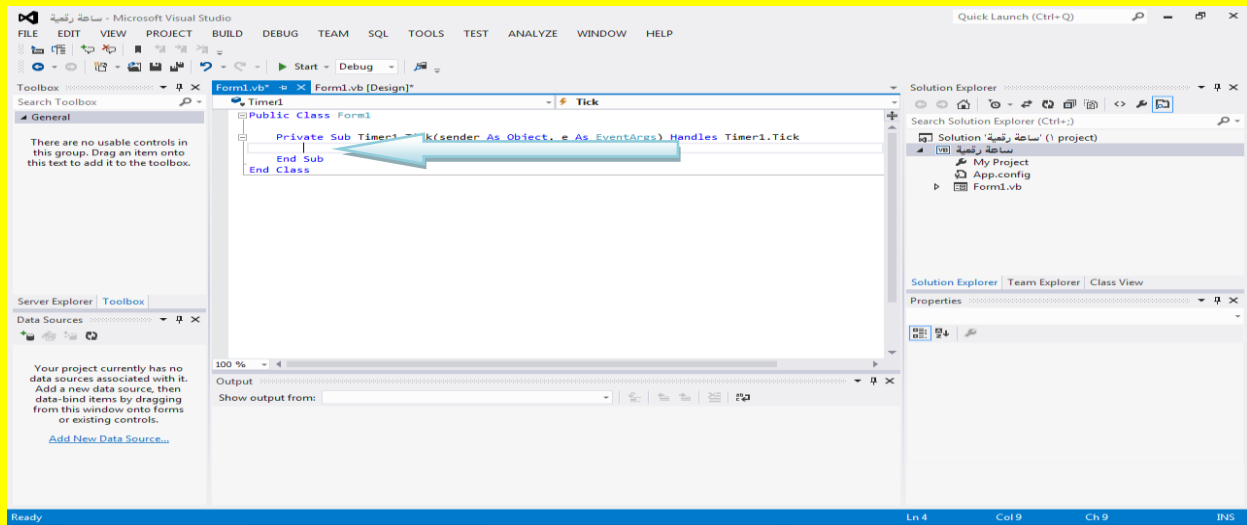 ساعة رقمية - Microsoft Visual Studio
Quick Launch (Ctrl+Q)
FILE EDIT VIEW PROJECT BUILD DEBUG TEAM SQL TOOLS TEST ANALYZE WINDOW HELP
Start Debug
Toolbox
Search Toolbox
General
There are no usable controls in
this group. Drag an item onto
this text to add it to the toolbox.
Server Explorer Toolbox
Data Sources
Your project currently has no
data sources associated with it.
Add a new data source, then
data-bind items by dragging
from this window onto forms
or existing controls.
Add New Data Source...
Form1.vb* Form1.vb [Design]*
Timer1 Tick
Public Class Form1
Private Sub Timer1_Tick(sender As Object, e As EventArgs) Handles Timer1.Tick
End Sub
End Class
100 %
Output
Show output from:
Solution Explorer
Search Solution Explorer (Ctrl+;)
Solution 'ساعة رقمية' (١ project)
VB ساعة رقمية
My Project
App.config
Form1.vb
Solution Explorer Team Explorer Class View
Properties
Ready Ln 4 Col 9 Ch 9 INS